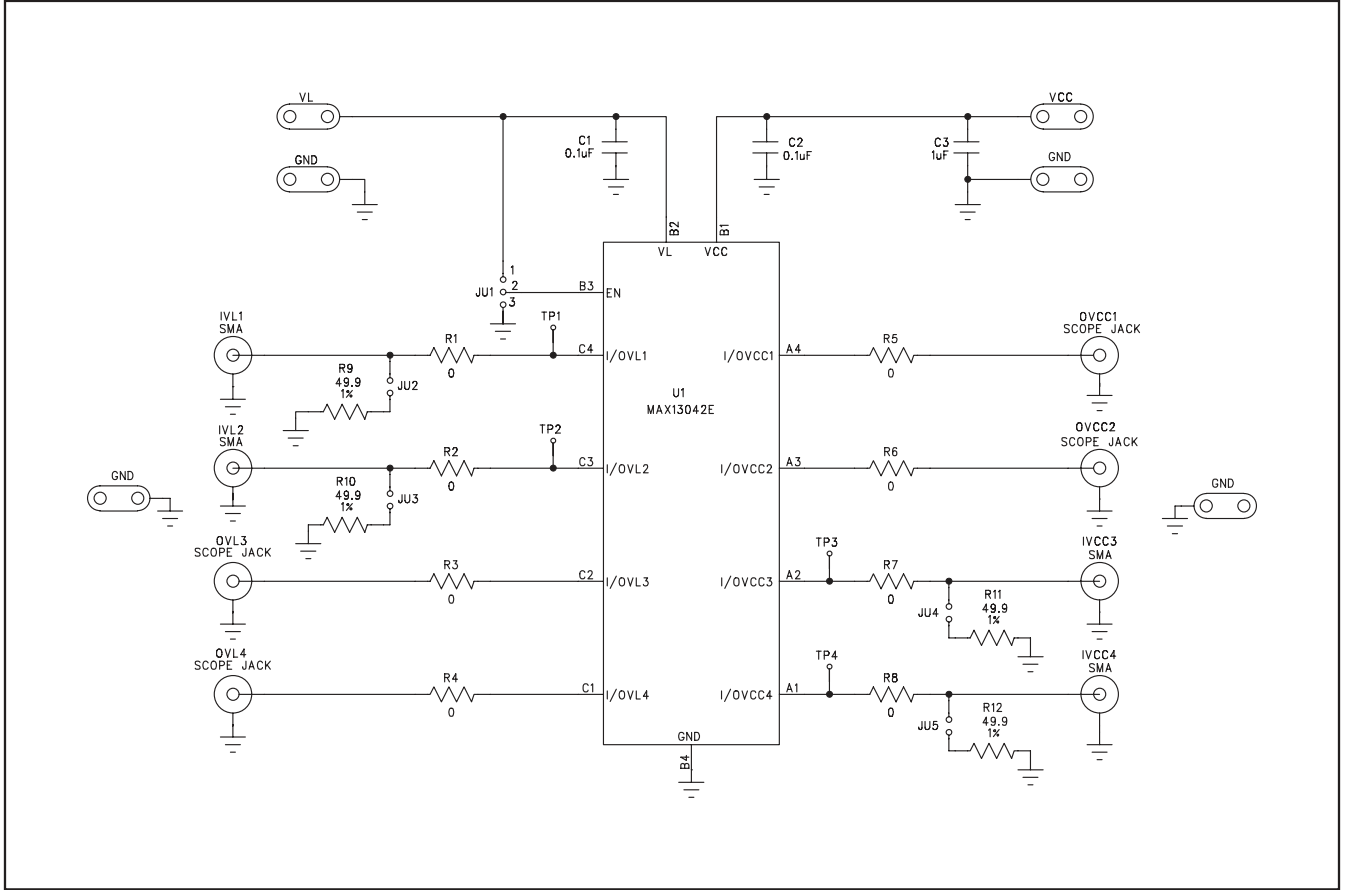 VL
VCC
C1
0.1uF
C2
0.1uF
C3
1uF
GND
GND
B2
B1
VL
VCC
1
JU1
2
3
B3
EN
IVL1
SMA
TP1
R1
0
C4
I/OVL1
I/OVCC1
A4
R5
0
OVCC1
SCOPE JACK
R9
49.9
1%
JU2
U1
MAX13042E
IVL2
SMA
TP2
R2
0
C3
I/OVL2
I/OVCC2
A3
R6
0
OVCC2
SCOPE JACK
GND
R10
49.9
1%
JU3
GND
OVL3
SCOPE JACK
R3
0
C2
I/OVL3
I/OVCC3
A2
TP3
R7
0
IVCC3
SMA
JU4
R11
49.9
1%
OVL4
SCOPE JACK
R4
0
C1
I/OVL4
I/OVCC4
A1
TP4
R8
0
IVCC4
SMA
JU5
R12
49.9
1%
GND
B4